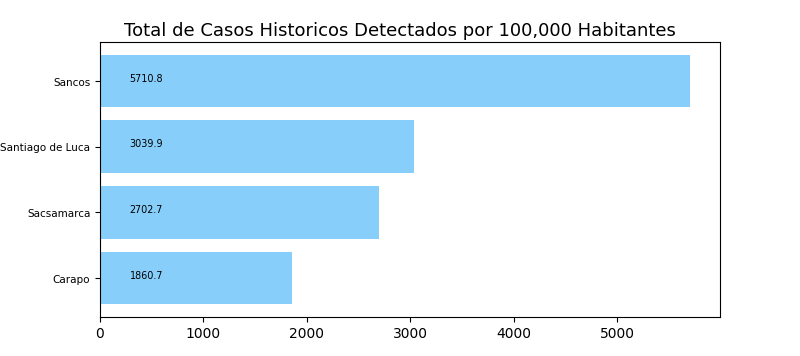 Total de Casos Historicos Detectados por 100,000 Habitantes
Sancos
5710.8
Santiago de Luca
3039.9
Sacsamarca
2702.7
Carapo
1860.7
0 1000 2000 3000 4000 5000